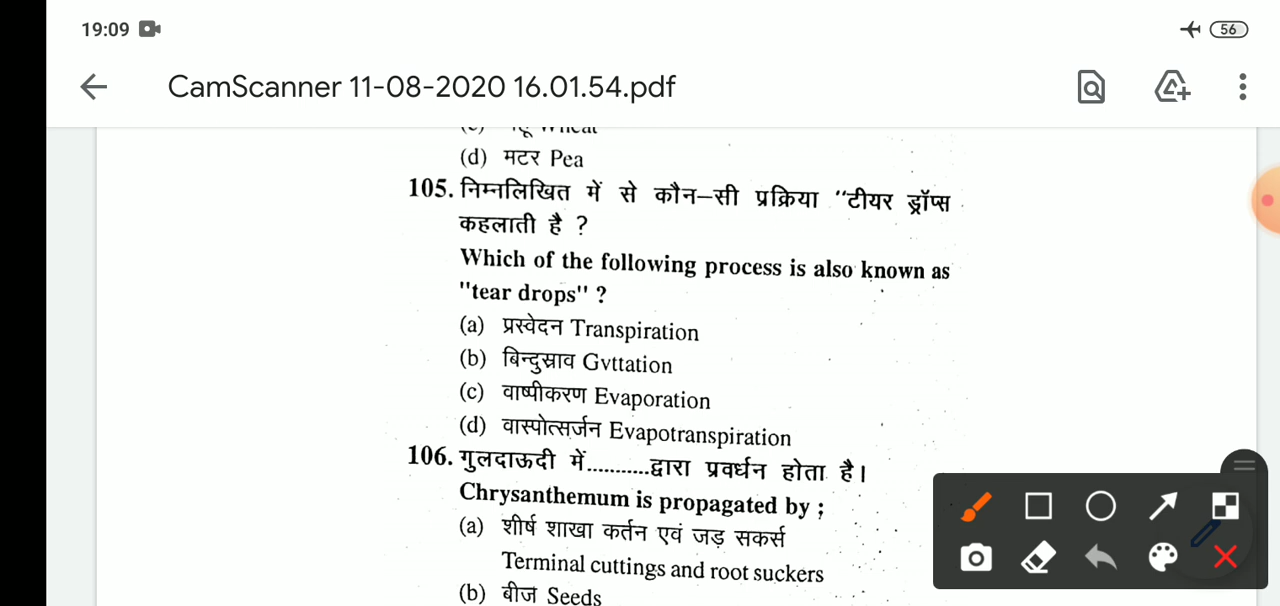 19:09
56
CamScanner 11-08-2020 16.01.54.pdf
Wheat
(d) मटर Pea
105. निम्नलिखित में से कौन–सी प्रक्रिया "टीयर ड्रॉप्स
कहलाती है ?
Which of the following process is also known as
"tear drops" ?
(a) प्रस्वेदन Transpiration
(b) बिन्दुस्राव Gvttation
(c) वाष्पीकरण Evaporation
(d) वास्पोत्सर्जन Evapotranspiration
106. गुलदाऊदी में...........द्वारा प्रवर्धन होता है।
Chrysanthemum is propagated by ;
(a) शीर्ष शाखा कर्तन एवं जड़ सकर्स
Terminal cuttings and root suckers
(b) बीज Seeds